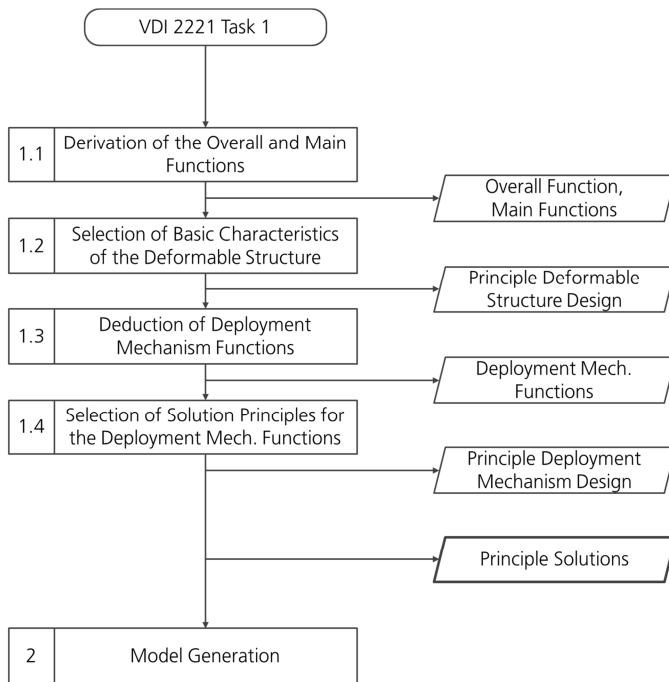 VDI 2221 Task 1
1.1
Derivation of the Overall and Main
Functions
Overall Function,
Main Functions
1.2
Selection of Basic Characteristics
of the Deformable Structure
Principle Deformable
Structure Design
1.3
Deduction of Deployment
Mechanism Functions
Deployment Mech.
Functions
1.4
Selection of Solution Principles for
the Deployment Mech. Functions
Principle Deployment
Mechanism Design
Principle Solutions
2
Model Generation